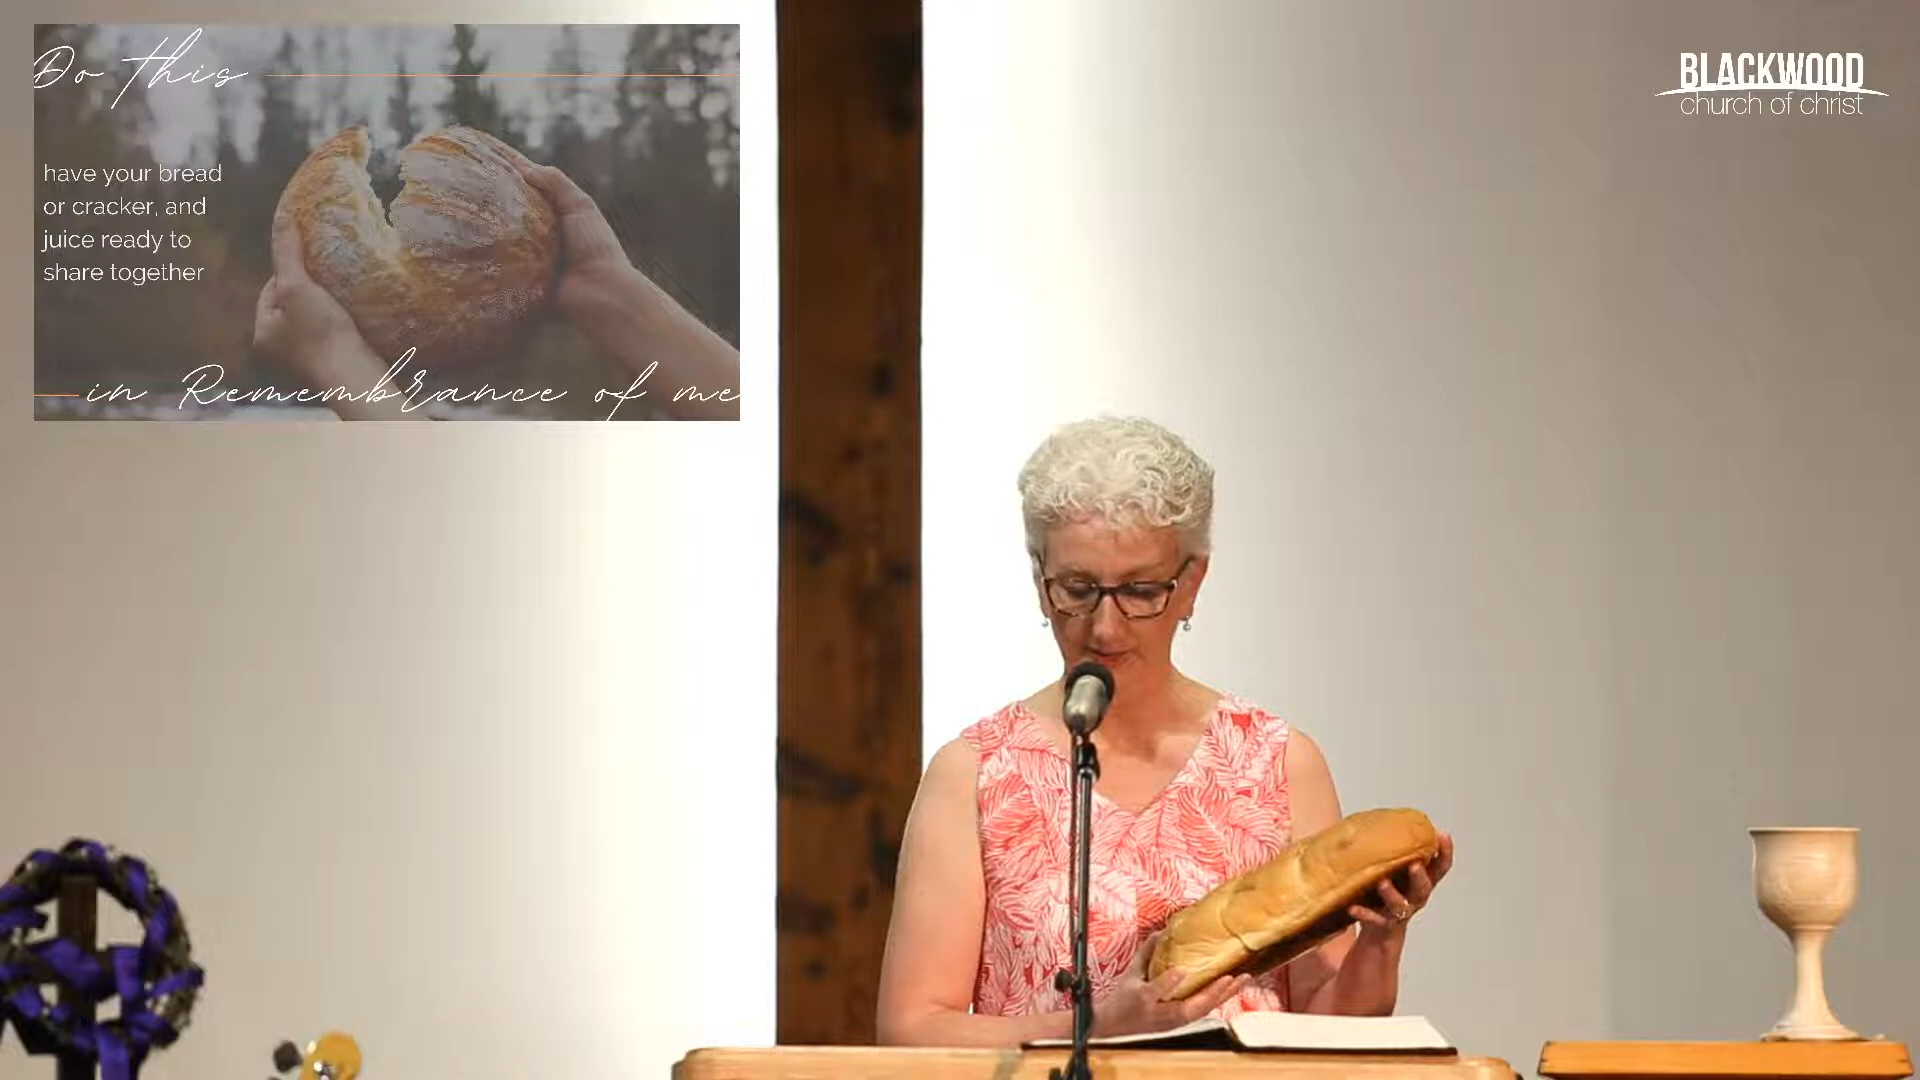 Do this
have your bread
or cracker, and
juice ready to
share together
in Remembrance of me
BLACKWOOD
church of christ